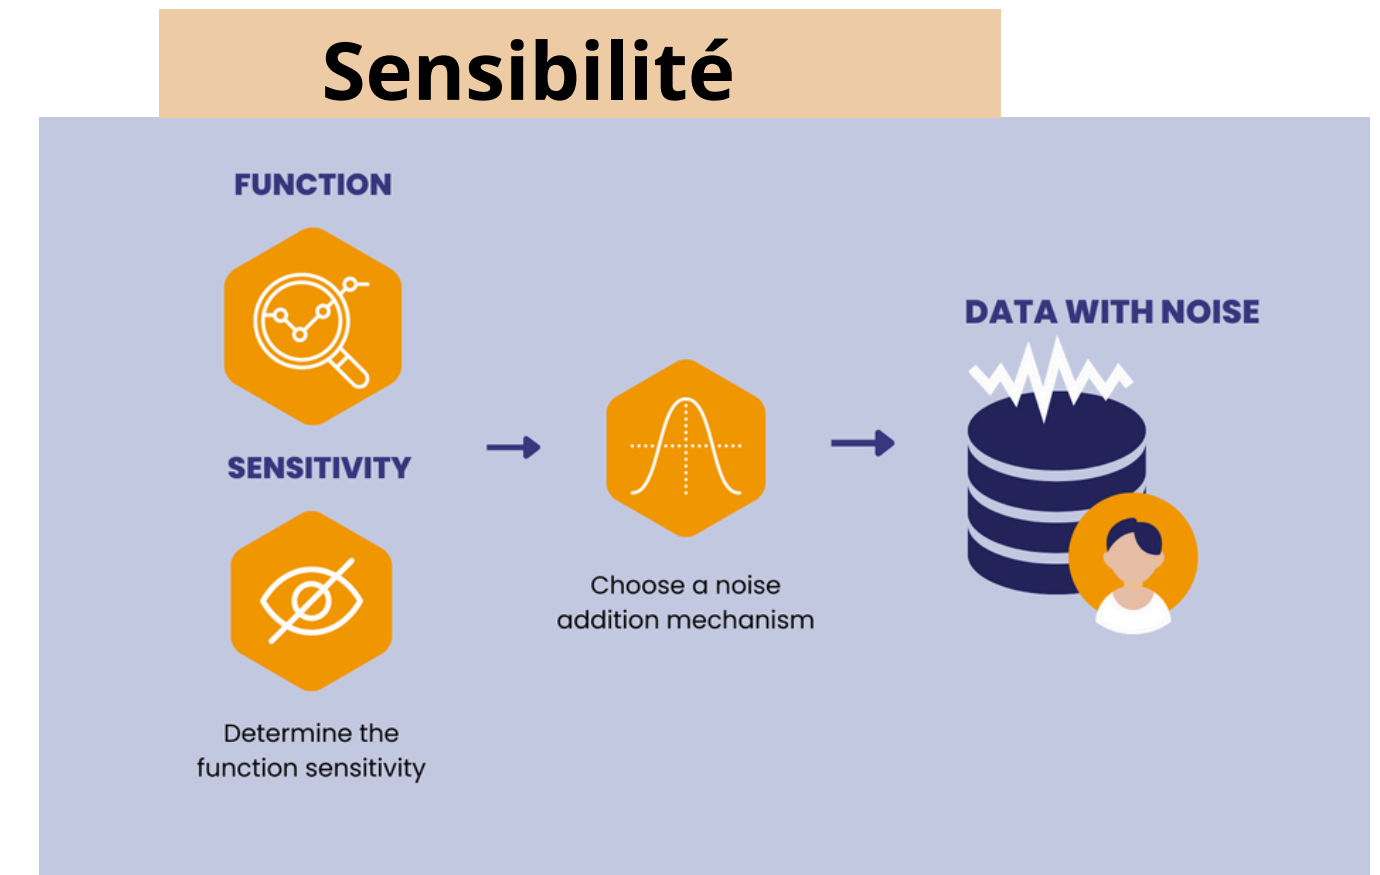 Sensibilité
FUNCTION
SENSITIVITY
Determine the
function sensitivity
Choose a noise
addition mechanism
DATA WITH NOISE